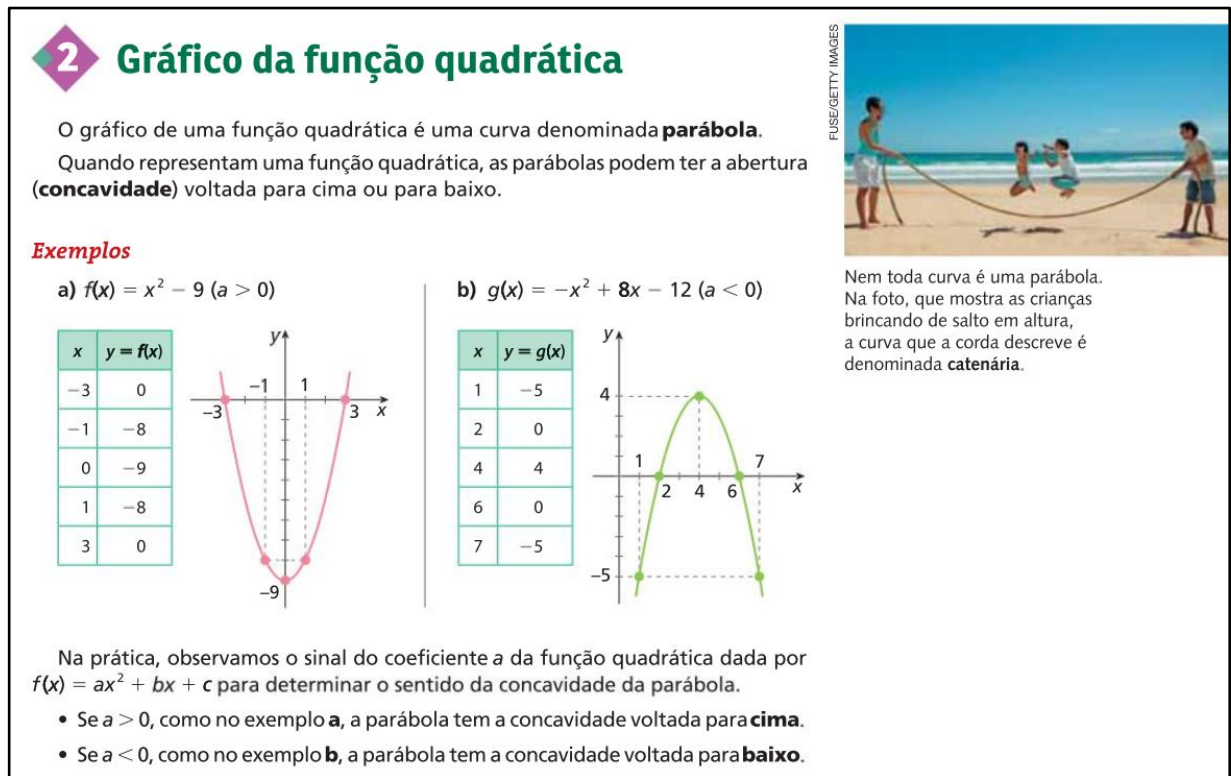 2 Gráfico da função quadrática
O gráfico de uma função quadrática é uma curva denominada parábola.
Quando representam uma função quadrática, as parábolas podem ter a abertura
(concavidade) voltada para cima ou para baixo.
Exemplos
a) f(x) = x² − 9 (a > 0)
x y = f(x)
−3 0
−1 −8
0 −9
1 −8
3 0
y
−1 1
−3 3 x
−9
b) g(x) = −x² + 8x − 12 (a < 0)
x y = g(x)
1 −5
2 0
4 4
6 0
7 −5
y
4
1 7
2 4 6 x
−5
FUSE/GETTY IMAGES
Nem toda curva é uma parábola.
Na foto, que mostra as crianças
brincando de salto em altura,
a curva que a corda descreve é
denominada catenária.
Na prática, observamos o sinal do coeficiente a da função quadrática dada por
f(x) = ax² + bx + c para determinar o sentido da concavidade da parábola.
• Se a > 0, como no exemplo a, a parábola tem a concavidade voltada para cima.
• Se a < 0, como no exemplo b, a parábola tem a concavidade voltada para baixo.